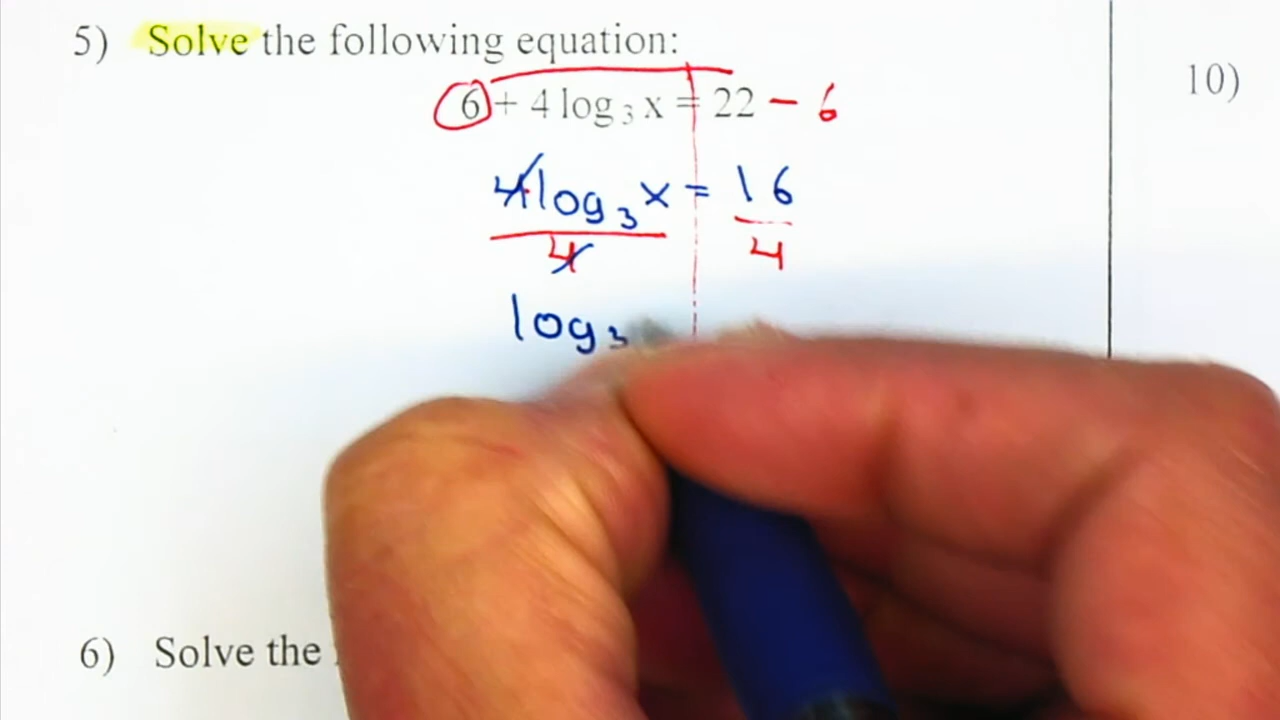 5) Solve the following equation:
6 + 4 log₃ x = 22 - 6
10)
4 log₃ x = 16
4 4
log₃
6) Solve the